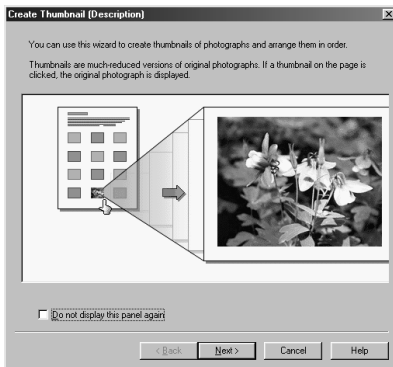 Create Thumbnail (Description)
You can use this wizard to create thumbnails of photographs and arrange them in order.
Thumbnails are much-reduced versions of original photographs. If a thumbnail on the page is
clicked, the original photograph is displayed.
Do not display this panel again
< Back Next > Cancel Help